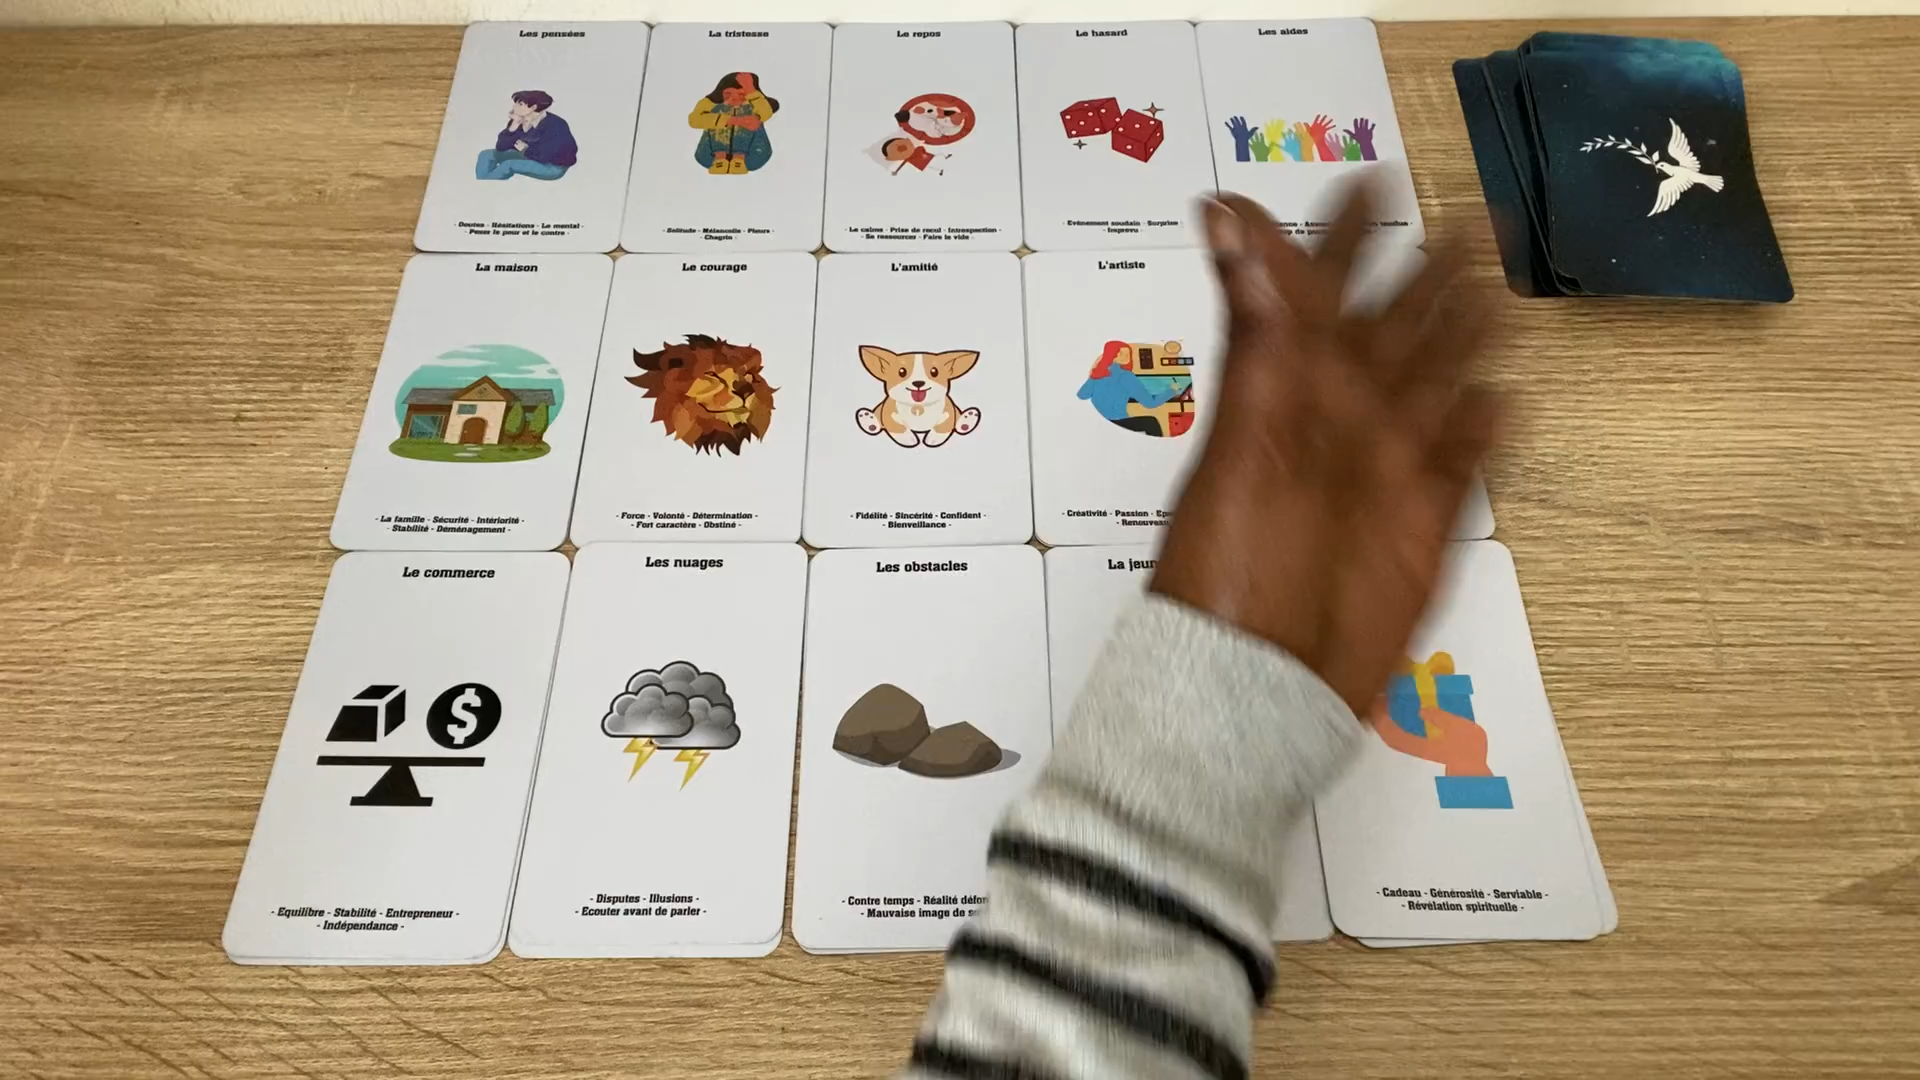 Les pensées
La tristesse
Le repos
Le hasard
Les aides
- Doutes - Hésitations - Le mental -
- Peser le pour et le contre -
- Solitude - Mélancolie - Pleurs -
- Chagrin -
- Le calme - Prise de recul - Introspection -
- Se ressourcer - Faire le vide -
- Evènement soudain - Surprise
- Imprévu -
La maison
Le courage
L'amitié
L'artiste
- La famille - Sécurité - Intériorité -
- Stabilité - Déménagement -
- Force - Volonté - Détermination -
- Fort caractère - Obstiné -
- Fidélité - Sincérité - Confident -
- Bienveillance -
- Créativité - Passion -
- Renouveau
Le commerce
Les nuages
Les obstacles
La
$
- Equilibre - Stabilité - Entrepreneur -
- Indépendance -
- Disputes - Illusions -
- Ecouter avant de parler -
- Contre temps - Réalité
- Mauvaise image de
- Cadeau - Générosité - Serviable -
- Révélation spirituelle -